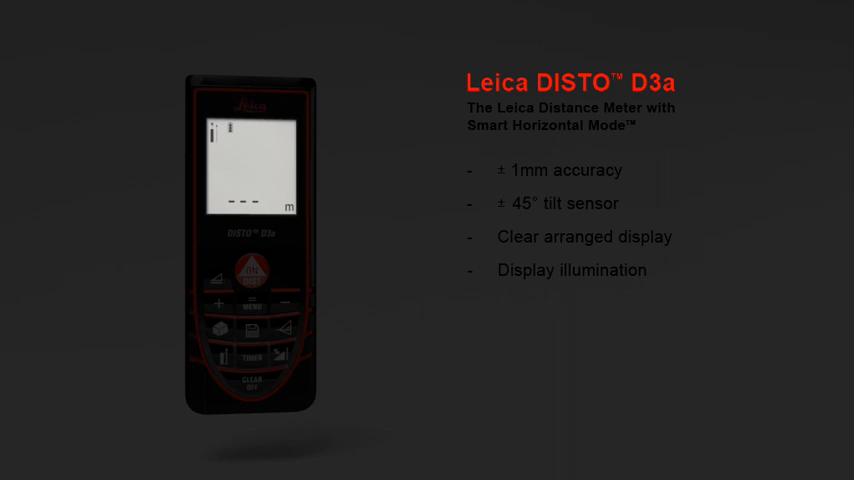 Leica DISTO™ D3a
The Leica Distance Meter with
Smart Horizontal Mode™
- ± 1mm accuracy
- ± 45° tilt sensor
- Clear arranged display
- Display illumination
Leica
- - -
m
DISTO™ D3a
ON
DIST
+ = −
MENU
TIMER
CLEAR
OFF